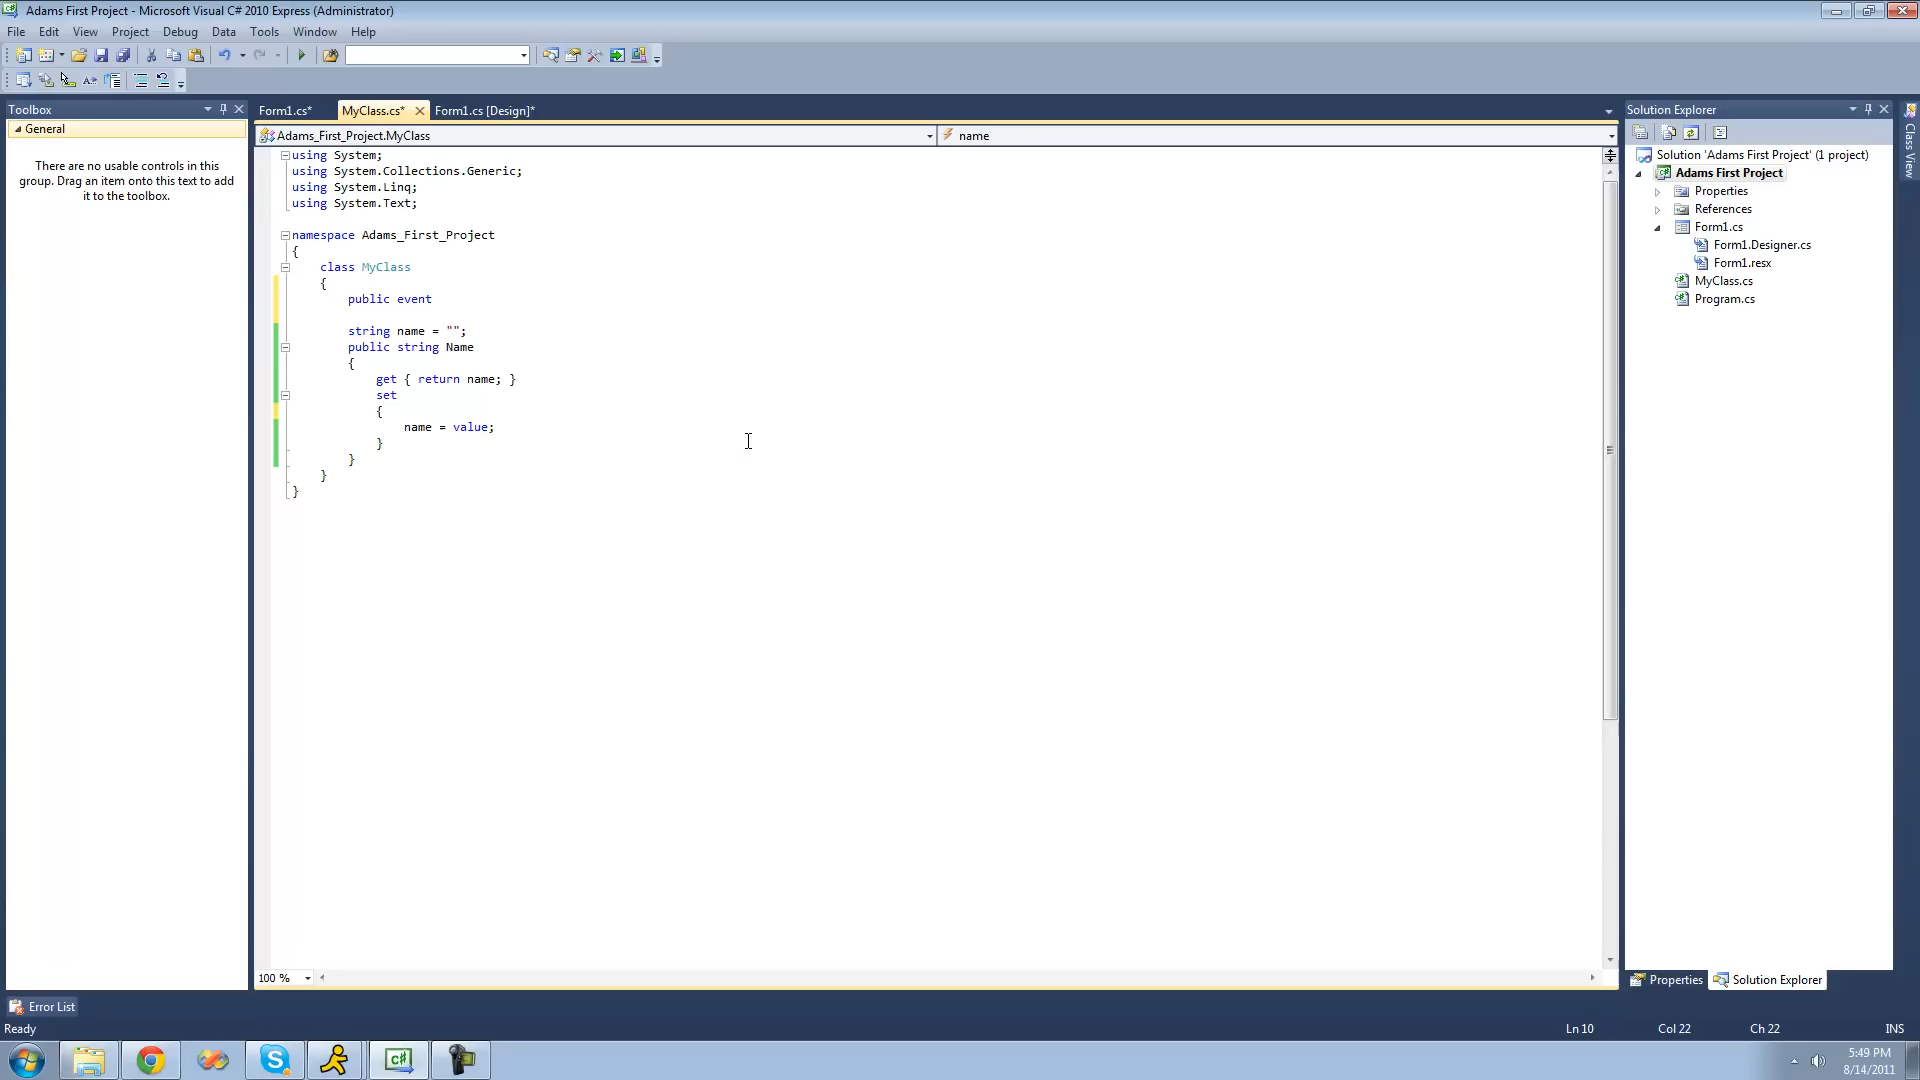 Adams First Project - Microsoft Visual C# 2010 Express (Administrator)
File Edit View Project Debug Data Tools Window Help
Toolbox
General
There are no usable controls in this
group. Drag an item onto this text to add
it to the toolbox.
Form1.cs* MyClass.cs* Form1.cs [Design]*
Adams_First_Project.MyClass name
using System;
using System.Collections.Generic;
using System.Linq;
using System.Text;
namespace Adams_First_Project
{
class MyClass
{
public event
string name = "";
public string Name
{
get { return name; }
set
{
name = value;
}
}
}
}
100 %
Solution Explorer
Solution 'Adams First Project' (1 project)
Adams First Project
Properties
References
Form1.cs
Form1.Designer.cs
Form1.resx
MyClass.cs
Program.cs
Class View
Properties Solution Explorer
Error List
Ready Ln 10 Col 22 Ch 22 INS
C#
5:49 PM
8/14/2011